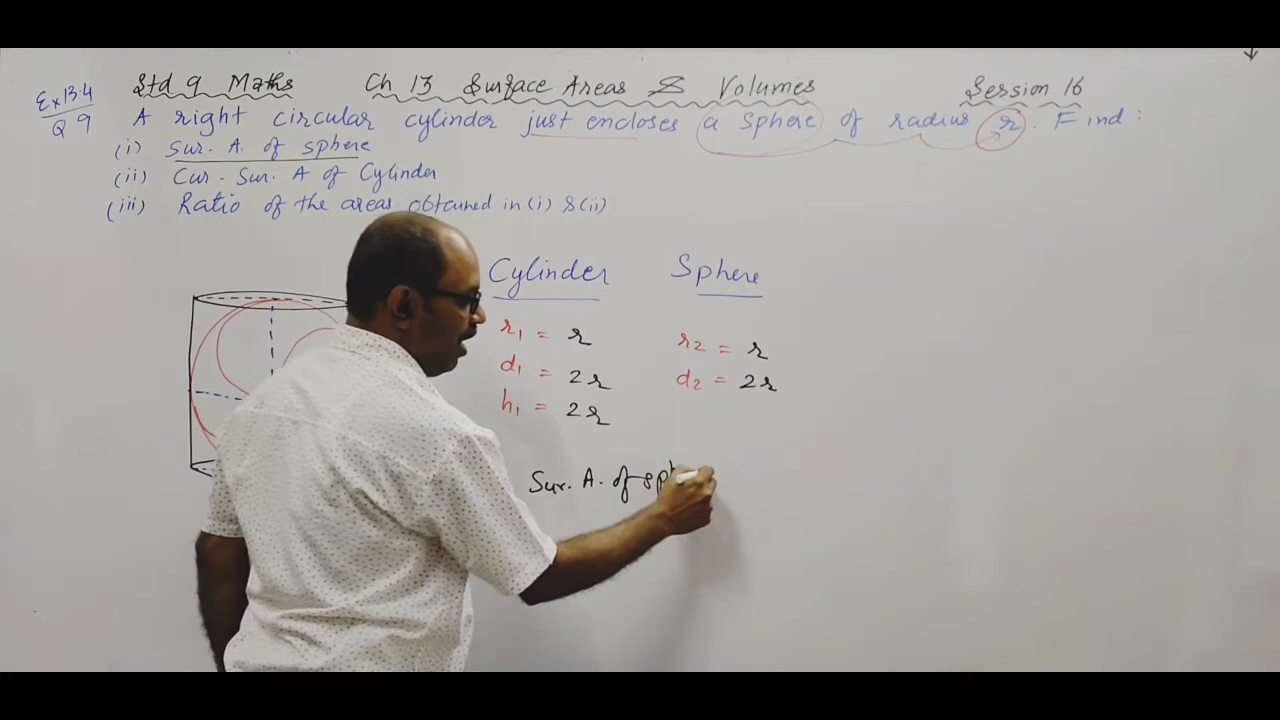 Std 9 Maths Ch 13 Surface Areas & Volumes Session 16
Ex 13.4
Q 9
A right circular cylinder just encloses a sphere of radius r. Find :
(i) Sur. A. of sphere
(ii) Cur. Sur. A of Cylinder
(iii) Ratio of the areas obtained in (i) & (ii)
Cylinder Sphere
r1 = r r2 = r
d1 = 2r d2 = 2r
h1 = 2r
Sur. A. of sph